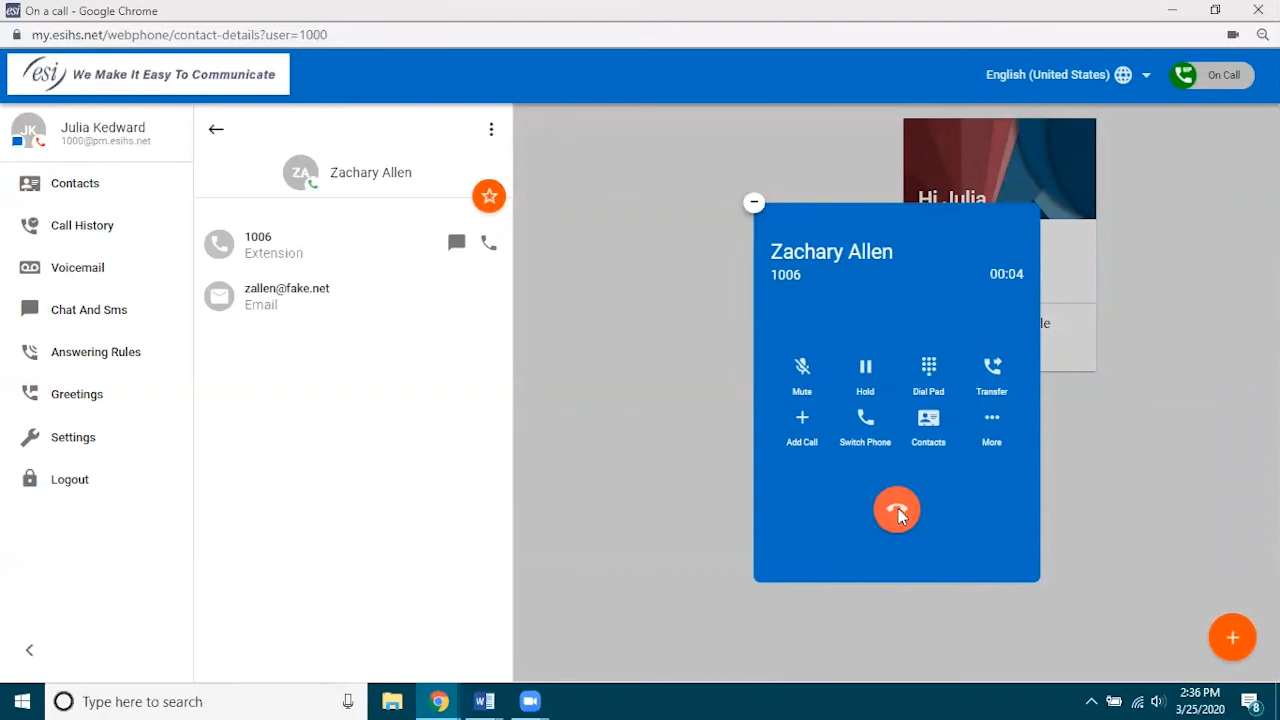 esi On a call - Google Chrome
my.esihs.net/webphone/contact-details?user=1000
esi We Make It Easy To Communicate
English (United States)
On Call
JK
Julia Kedward
1000@pm.esihs.net
Contacts
Call History
Voicemail
Chat And Sms
Answering Rules
Greetings
Settings
Logout
ZA
Zachary Allen
1006
Extension
zallen@fake.net
Email
Hi Julia
le
Zachary Allen
1006
00:04
Mute
Hold
Dial Pad
Transfer
Add Call
Switch Phone
Contacts
More
Type here to search
2:36 PM
3/25/2020
8